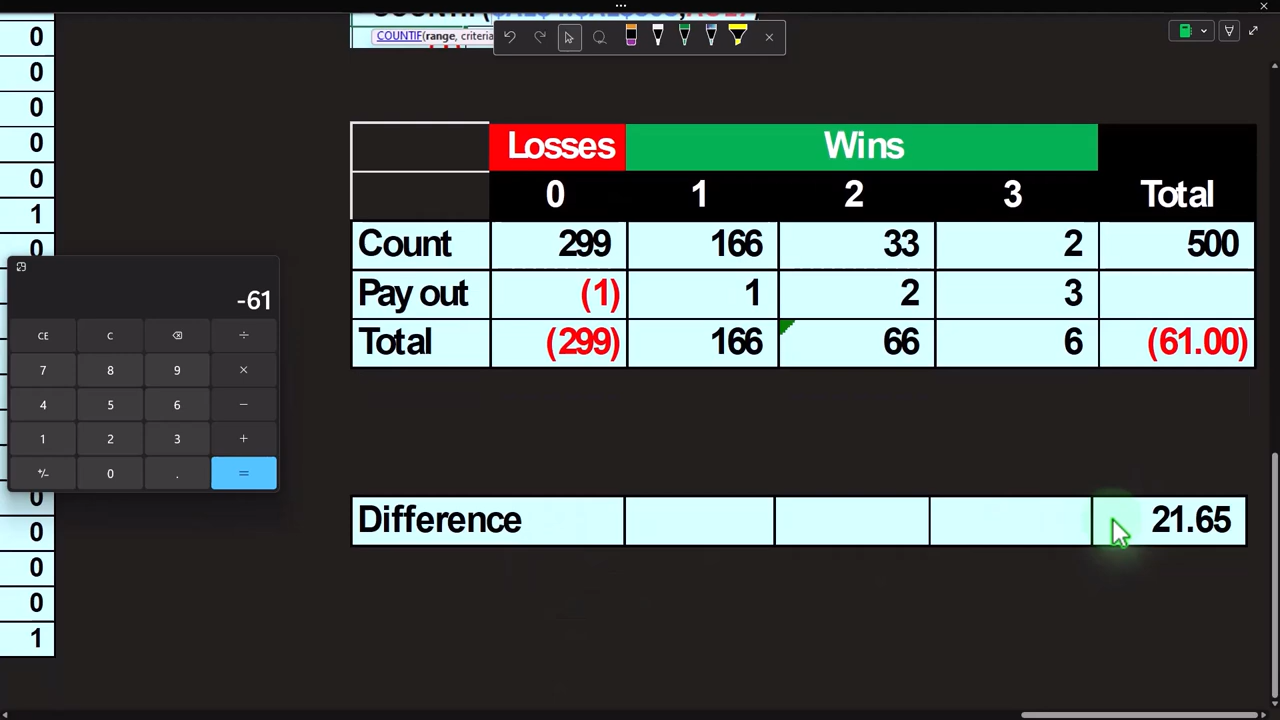 COUNTIF(range, criteria
0
0
0
0
0
1
0
-61
CE C ÷
7 8 9 ×
4 5 6 −
1 2 3 +
+/- 0 . =
0
0
0
0
1
Losses Wins
0 1 2 3 Total
Count 299 166 33 2 500
Pay out (1) 1 2 3
Total (299) 166 66 6 (61.00)
Difference 21.65